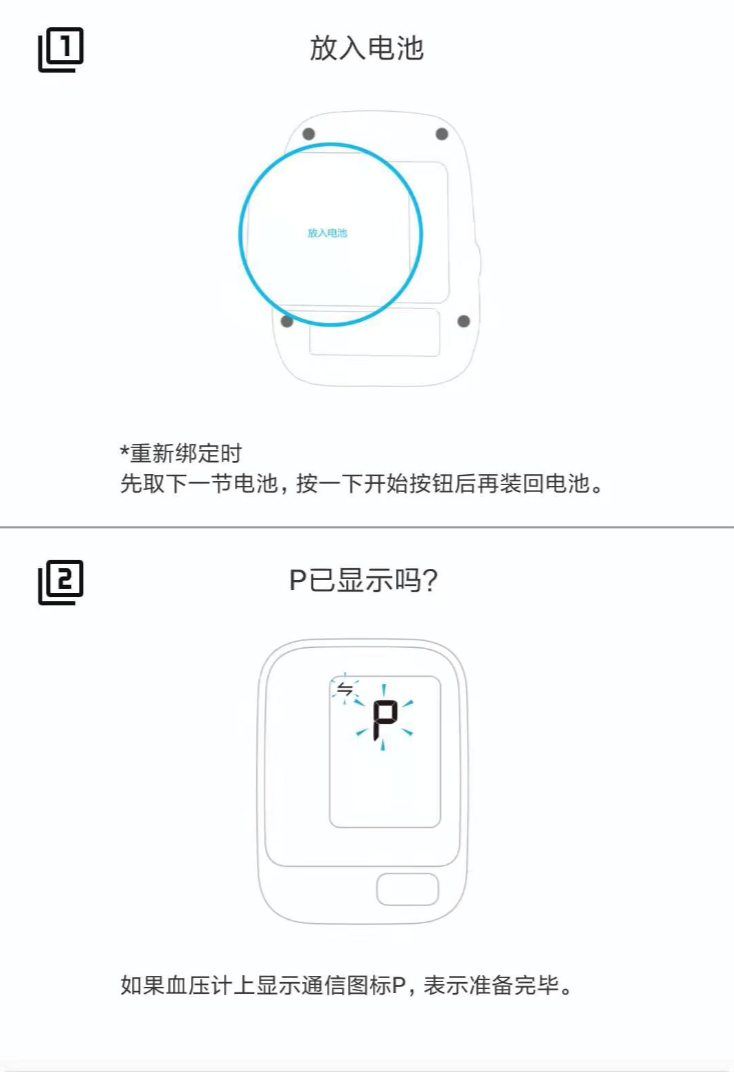 1
放入电池
放入电池
*重新绑定时
先取下一节电池，按一下开始按钮后再装回电池。
2
P已显示吗？
⇋
P
如果血压计上显示通信图标P，表示准备完毕。